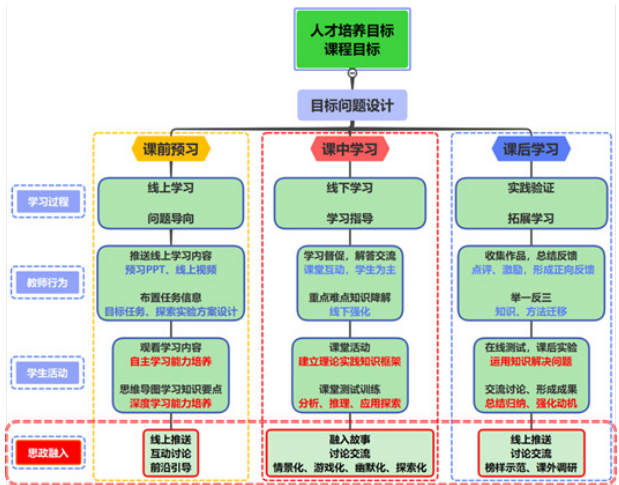 人才培养目标
课程目标
目标问题设计
课前预习
课中学习
课后学习
学习过程
线上学习
问题导向
线下学习
学习指导
实践验证
拓展学习
教师行为
推送线上学习内容
预习PPT、线上视频
布置任务信息
目标任务、探索实验方案设计
学习督促，解答交流
课堂互动，学生为主
重点难点知识降解
线下强化
收集作品，总结反馈
点评、激励，形成正向反馈
举一反三
知识、方法迁移
学生活动
观看学习内容
自主学习能力培养
思维导图学习知识要点
深度学习能力培养
课堂活动
建立理论实践知识框架
课堂测试训练
分析、推理、应用探索
在线测试，课后实验
运用知识解决问题
交流讨论、形成成果
总结归纳、强化动机
思政融入
线上推送
互动讨论
前沿引导
融入故事
讨论交流
情景化、游戏化、幽默化、探索化
线上推送
讨论交流
榜样示范、课外调研